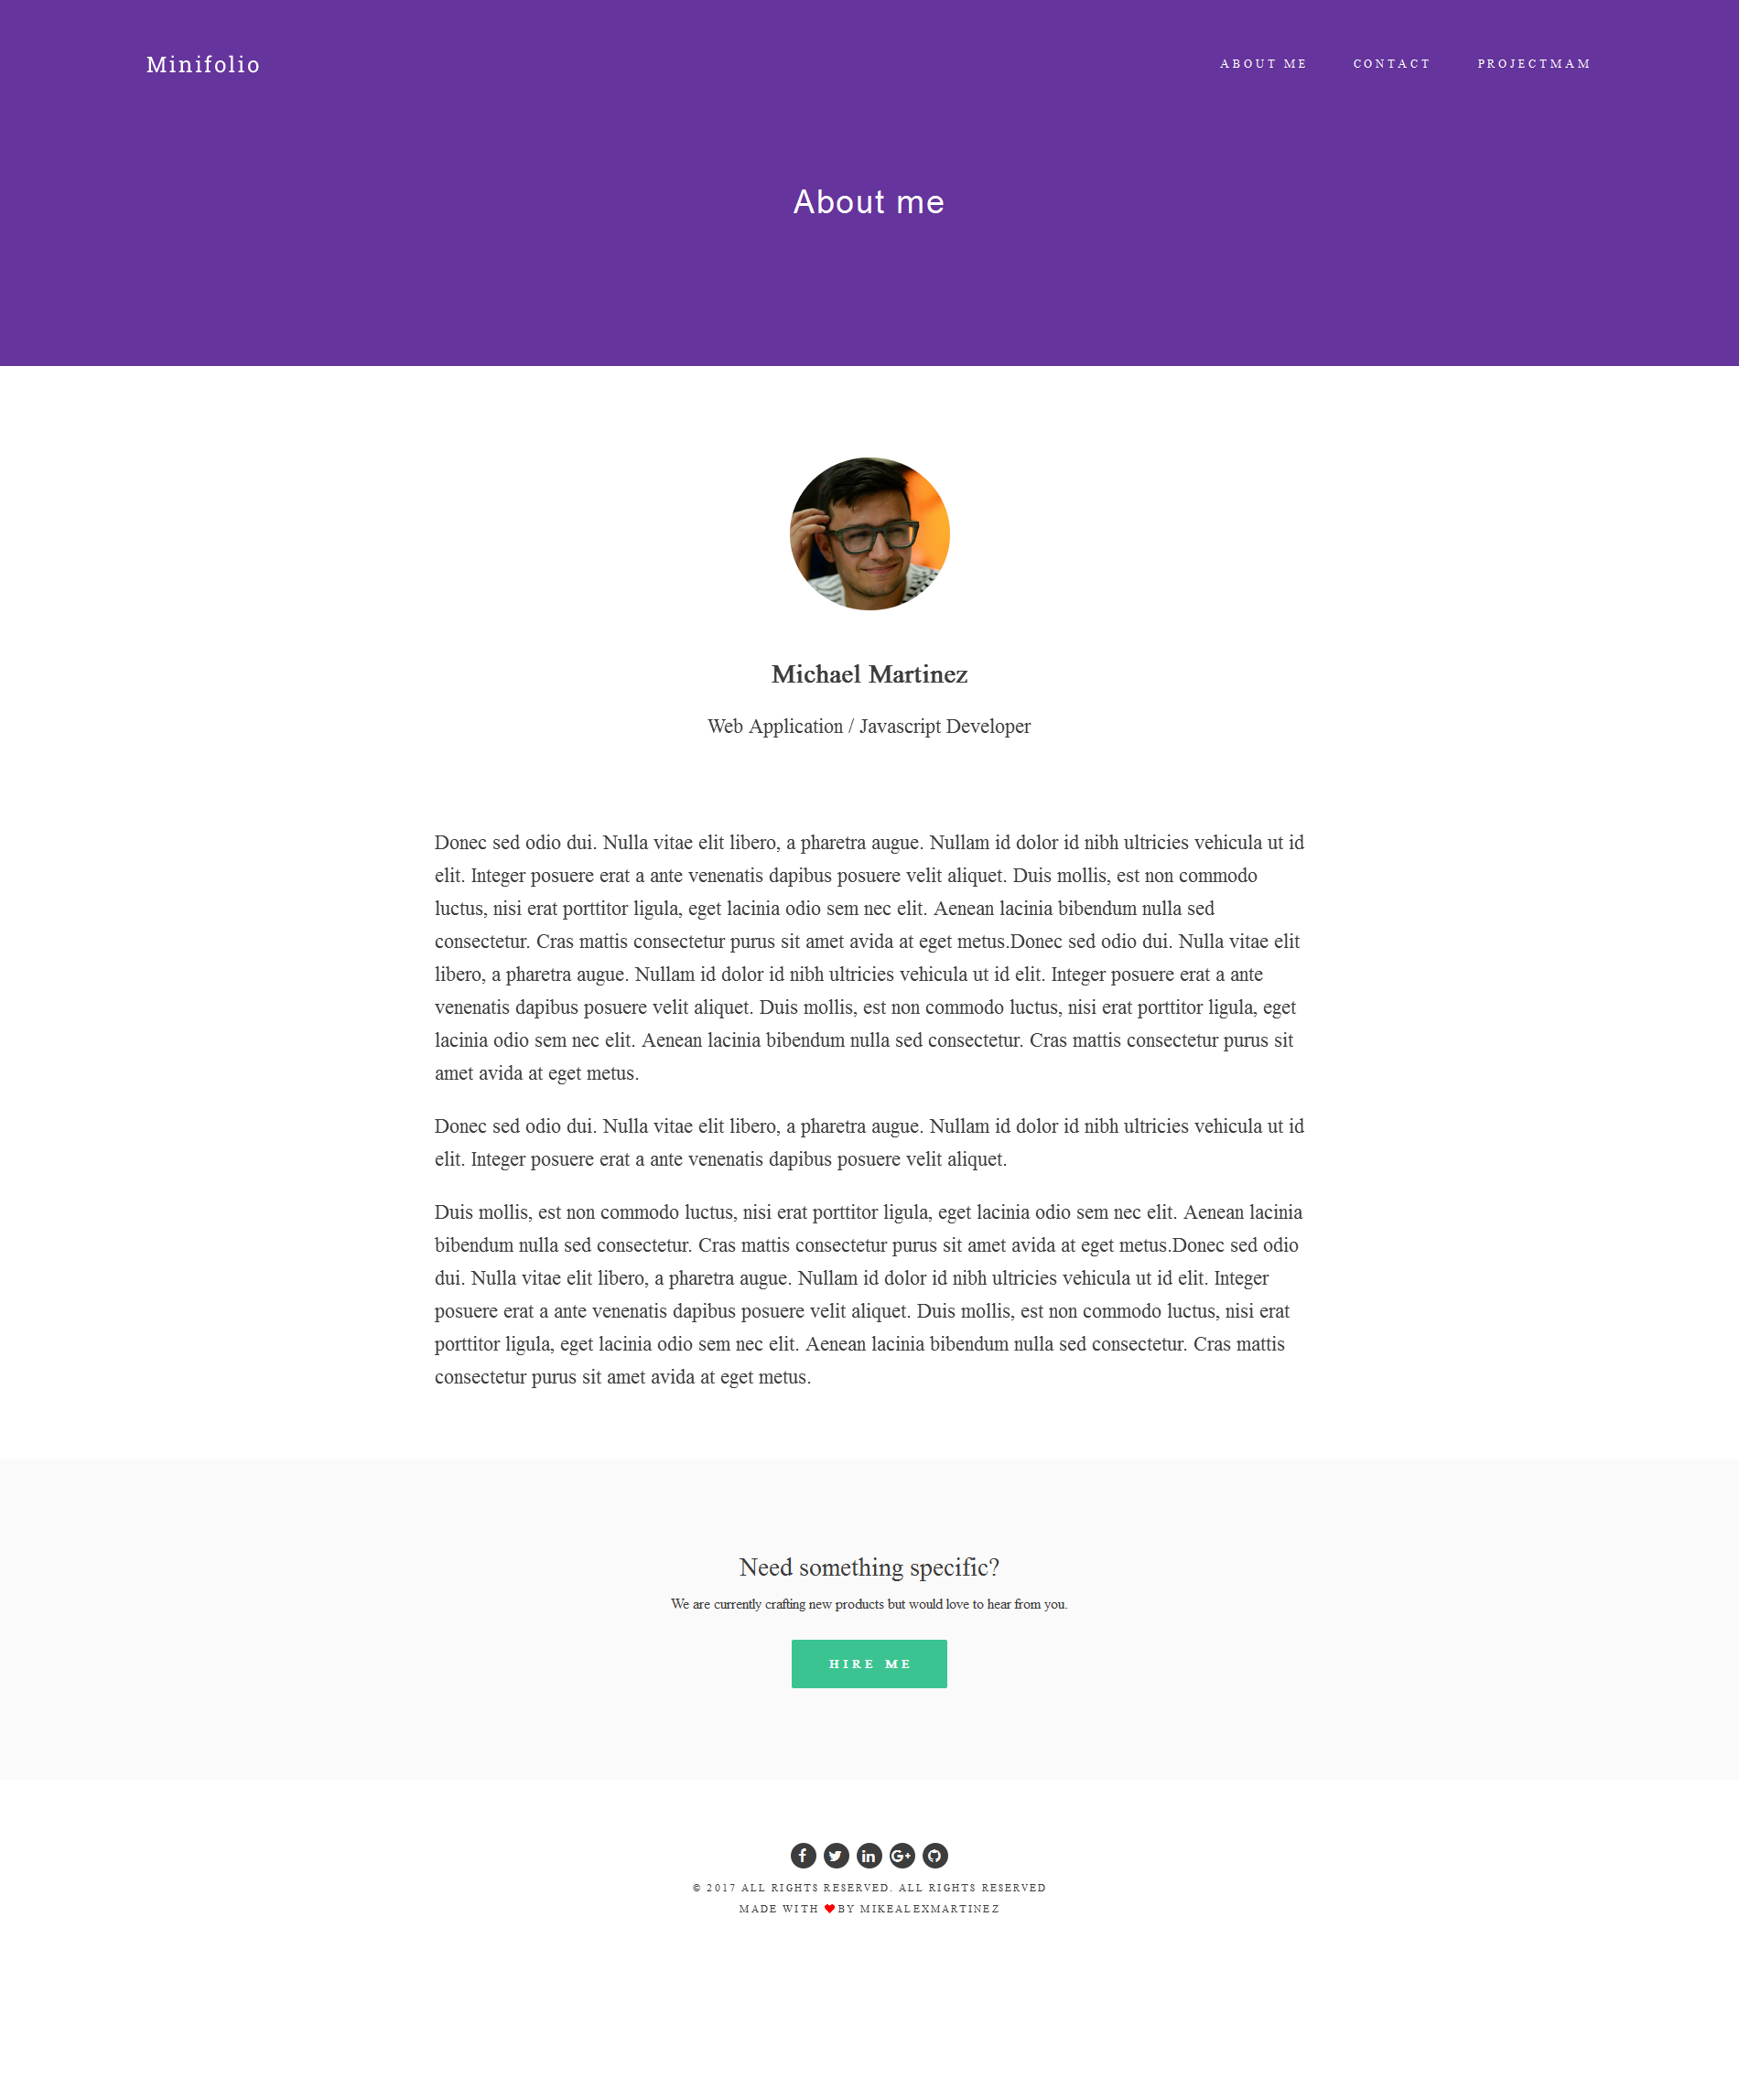 Minifolio
ABOUT ME CONTACT PROJECTMAM
About me
Michael Martinez
Web Application / Javascript Developer
Donec sed odio dui. Nulla vitae elit libero, a pharetra augue. Nullam id dolor id nibh ultricies vehicula ut id
elit. Integer posuere erat a ante venenatis dapibus posuere velit aliquet. Duis mollis, est non commodo
luctus, nisi erat porttitor ligula, eget lacinia odio sem nec elit. Aenean lacinia bibendum nulla sed
consectetur. Cras mattis consectetur purus sit amet avida at eget metus.Donec sed odio dui. Nulla vitae elit
libero, a pharetra augue. Nullam id dolor id nibh ultricies vehicula ut id elit. Integer posuere erat a ante
venenatis dapibus posuere velit aliquet. Duis mollis, est non commodo luctus, nisi erat porttitor ligula, eget
lacinia odio sem nec elit. Aenean lacinia bibendum nulla sed consectetur. Cras mattis consectetur purus sit
amet avida at eget metus.
Donec sed odio dui. Nulla vitae elit libero, a pharetra augue. Nullam id dolor id nibh ultricies vehicula ut id
elit. Integer posuere erat a ante venenatis dapibus posuere velit aliquet.
Duis mollis, est non commodo luctus, nisi erat porttitor ligula, eget lacinia odio sem nec elit. Aenean lacinia
bibendum nulla sed consectetur. Cras mattis consectetur purus sit amet avida at eget metus.Donec sed odio
dui. Nulla vitae elit libero, a pharetra augue. Nullam id dolor id nibh ultricies vehicula ut id elit. Integer
posuere erat a ante venenatis dapibus posuere velit aliquet. Duis mollis, est non commodo luctus, nisi erat
porttitor ligula, eget lacinia odio sem nec elit. Aenean lacinia bibendum nulla sed consectetur. Cras mattis
consectetur purus sit amet avida at eget metus.
Need something specific?
We are currently crafting new products but would love to hear from you.
HIRE ME
© 2017 ALL RIGHTS RESERVED. ALL RIGHTS RESERVED
MADE WITH ❤ BY MIKEALEXMARTINEZ